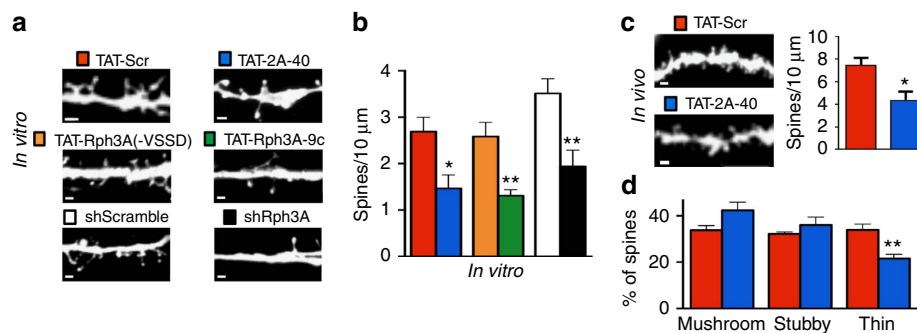 a
TAT-Scr
TAT-2A-40
In vitro
TAT-Rph3A(-VSSD)
TAT-Rph3A-9c
shScramble
shRph3A
b
Spines/10 µm
4
3
2
1
0
*
**
**
In vitro
c
In vivo
TAT-Scr
TAT-2A-40
Spines/10 µm
10
8
6
4
2
0
*
d
% of spines
40
20
0
**
Mushroom
Stubby
Thin